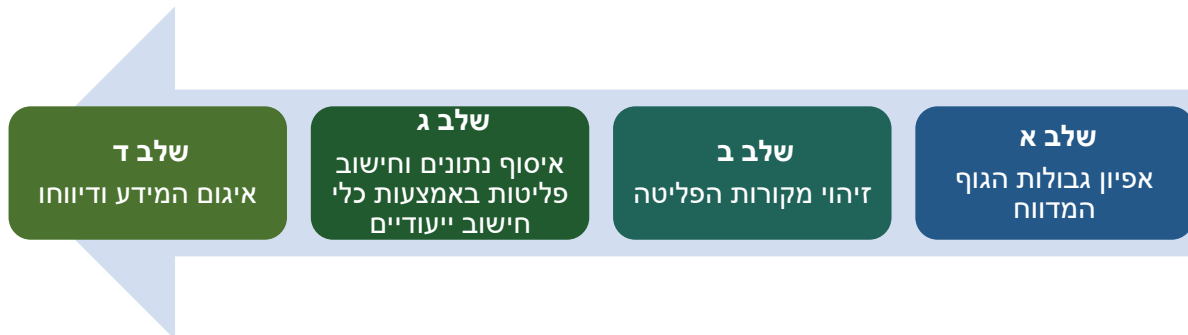 שלב א
אפיון גבולות הגוף
המדווח
שלב ב
זיהוי מקורות הפליטה
שלב ג
איסוף נתונים וחישוב
פליטות באמצעות כלי
חישוב ייעודיים
שלב ד
איגום המידע ודיווחו